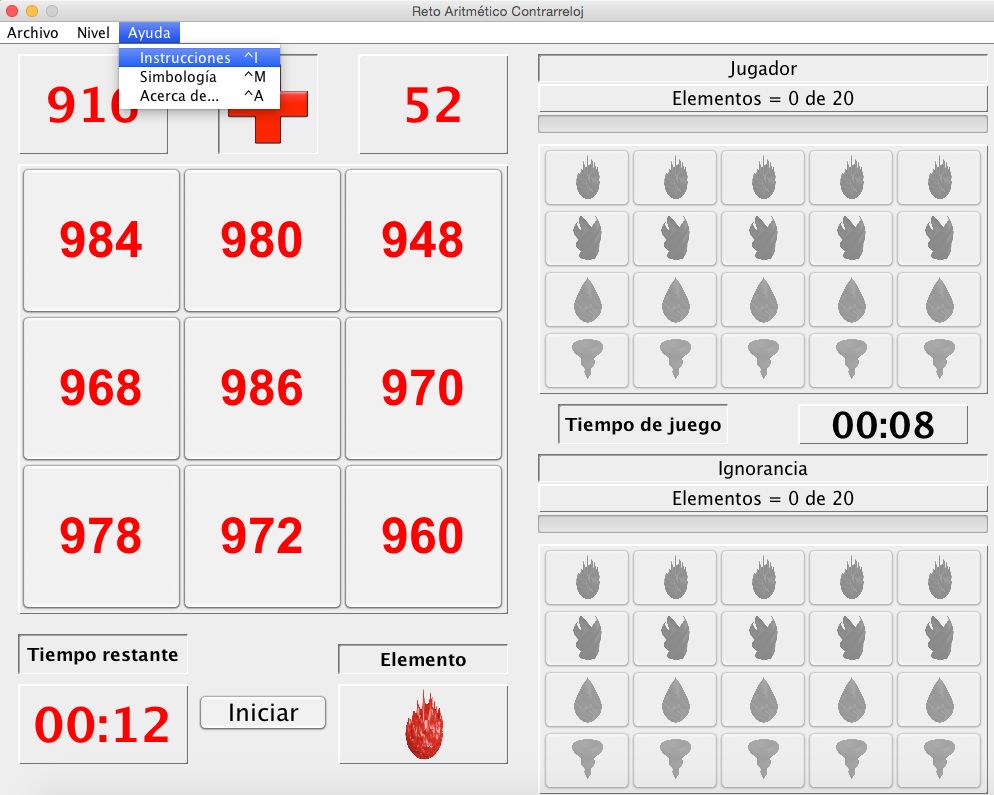 Reto Aritmético Contrarreloj
Archivo Nivel Ayuda
Instrucciones ^I
Simbología ^M
Acerca de... ^A
916 52
984 980 948
968 986 970
978 972 960
Tiempo restante
00:12
Iniciar
Elemento
Jugador
Elementos = 0 de 20
Tiempo de juego 00:08
Ignorancia
Elementos = 0 de 20